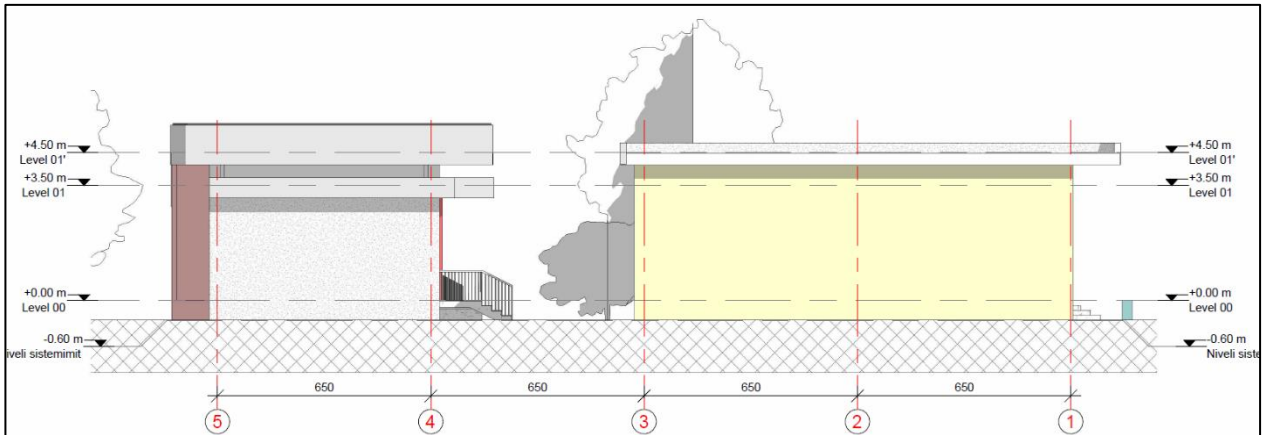 +4.50 m
Level 01'
+3.50 m
Level 01
+0.00 m
Level 00
-0.60 m
iveli sistemimit
+4.50 m
Level 01'
+3.50 m
Level 01
+0.00 m
Level 00
-0.60 m
Niveli siste
650 650 650 650
5 4 3 2 1